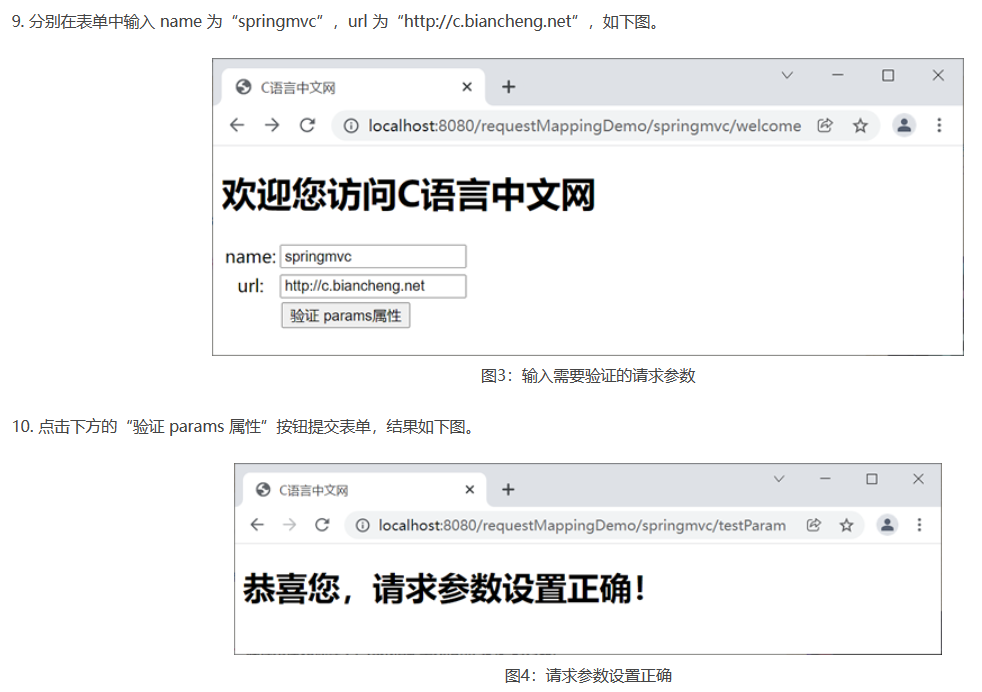 9. 分别在表单中输入 name 为“springmvc”，url 为“http://c.biancheng.net”，如下图。
C语言中文网
localhost:8080/requestMappingDemo/springmvc/welcome
欢迎您访问C语言中文网
name: springmvc
url: http://c.biancheng.net
验证 params属性
图3：输入需要验证的请求参数
10. 点击下方的“验证 params 属性”按钮提交表单，结果如下图。
C语言中文网
localhost:8080/requestMappingDemo/springmvc/testParam
恭喜您，请求参数设置正确！
图4：请求参数设置正确